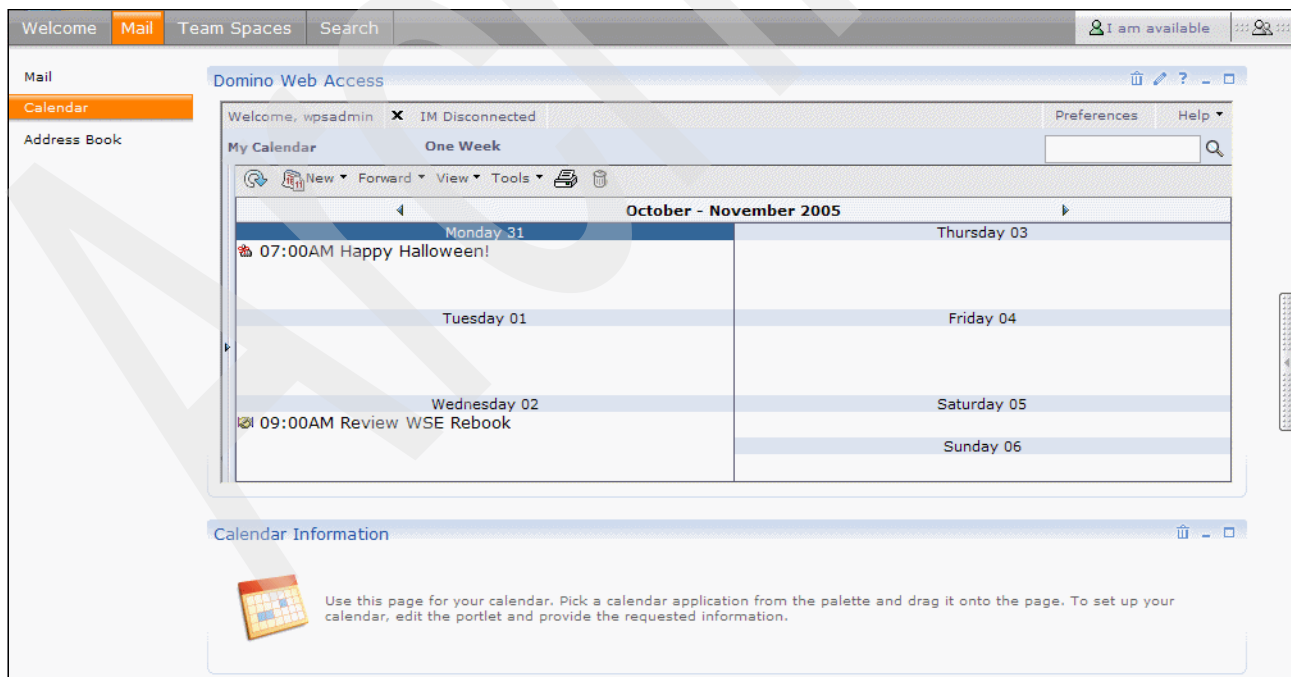 Welcome Mail Team Spaces Search I am available
Mail
Calendar
Address Book
Domino Web Access ?
Welcome, wpsadmin X IM Disconnected Preferences Help
My Calendar One Week
New Forward View Tools
October - November 2005
Monday 31
07:00AM Happy Halloween!
Tuesday 01
Wednesday 02
09:00AM Review WSE Rebook
Thursday 03
Friday 04
Saturday 05
Sunday 06
Calendar Information
Use this page for your calendar. Pick a calendar application from the palette and drag it onto the page. To set up your
calendar, edit the portlet and provide the requested information.